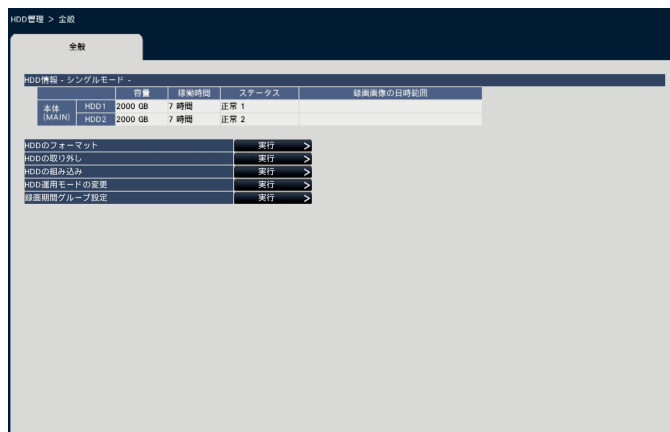 HDD管理 > 全般
全般
HDD情報 - シングルモード -
容量 稼働時間 ステータス 録画画像の日時範囲
本体 (MAIN) HDD1 2000 GB 7 時間 正常 1
HDD2 2000 GB 7 時間 正常 2
HDDのフォーマット 実行 >
HDDの取り外し 実行 >
HDDの組み込み 実行 >
HDD運用モードの変更 実行 >
録画期間グループ設定 実行 >